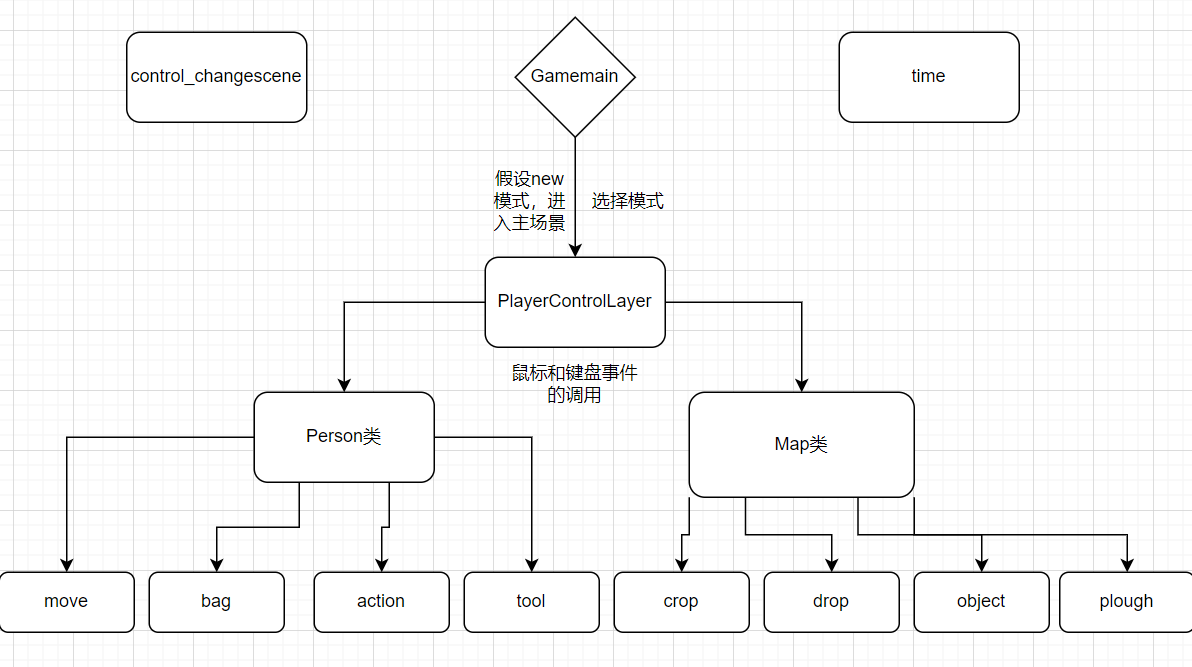 control_changescene
Gamemain
time
假设new
模式，进
入主场景
选择模式
PlayerControlLayer
鼠标和键盘事件
的调用
Person类
Map类
move
bag
action
tool
crop
drop
object
plough